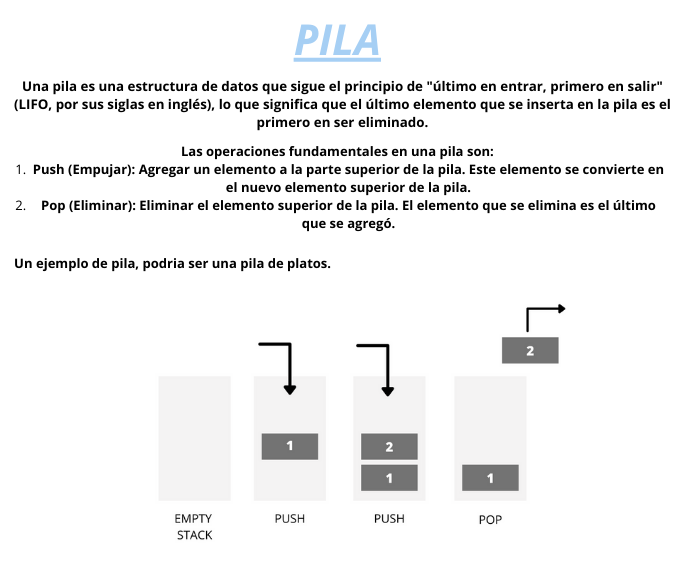 PILA
Una pila es una estructura de datos que sigue el principio de "último en entrar, primero en salir"
(LIFO, por sus siglas en inglés), lo que significa que el último elemento que se inserta en la pila es el
primero en ser eliminado.
Las operaciones fundamentales en una pila son:
1. Push (Empujar): Agregar un elemento a la parte superior de la pila. Este elemento se convierte en
el nuevo elemento superior de la pila.
2. Pop (Eliminar): Eliminar el elemento superior de la pila. El elemento que se elimina es el último
que se agregó.
Un ejemplo de pila, podria ser una pila de platos.
2
1
2
1
1
EMPTY
STACK
PUSH
PUSH
POP